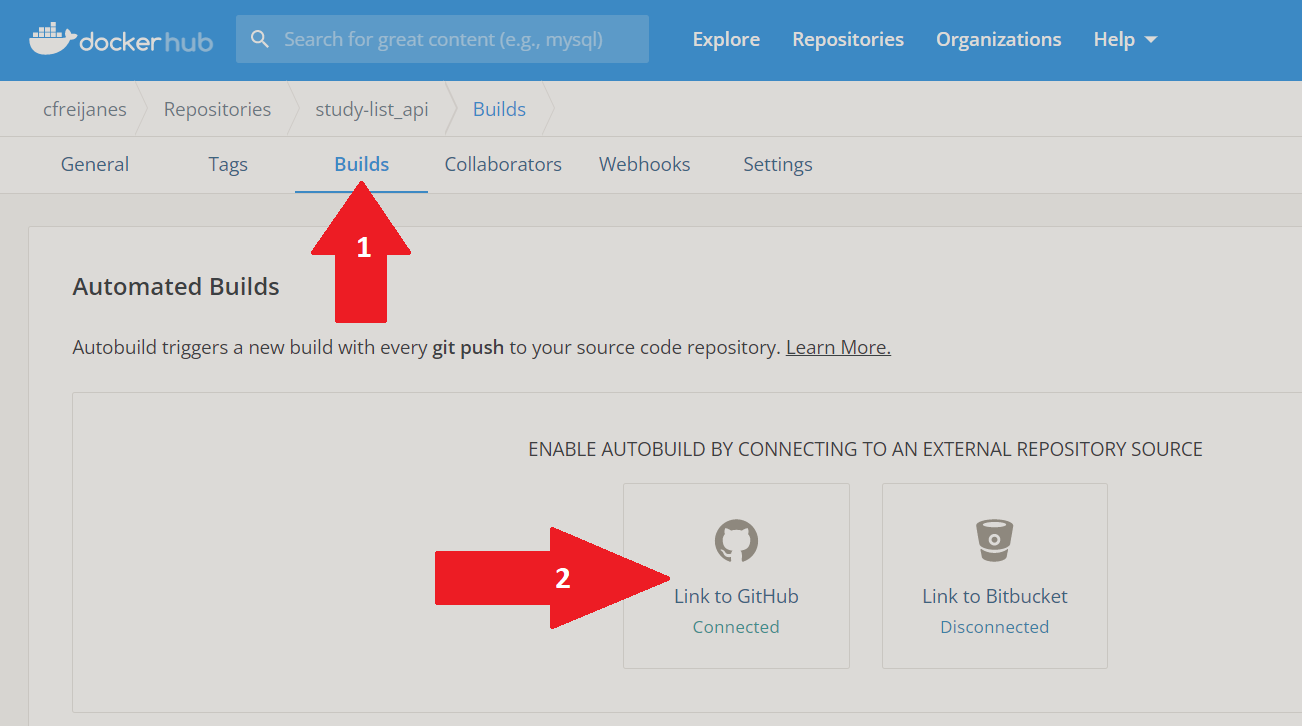 dockerhub Search for great content (e.g., mysql) Explore Repositories Organizations Help
cfreijanes Repositories study-list_api Builds
General Tags Builds Collaborators Webhooks Settings
1
Automated Builds
Autobuild triggers a new build with every git push to your source code repository. Learn More.
ENABLE AUTOBUILD BY CONNECTING TO AN EXTERNAL REPOSITORY SOURCE
2
Link to GitHub Link to Bitbucket
Connected Disconnected